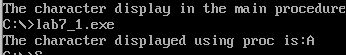 The character display in the main procedure
C:\>lab7_1.exe
The character displayed using proc is:A